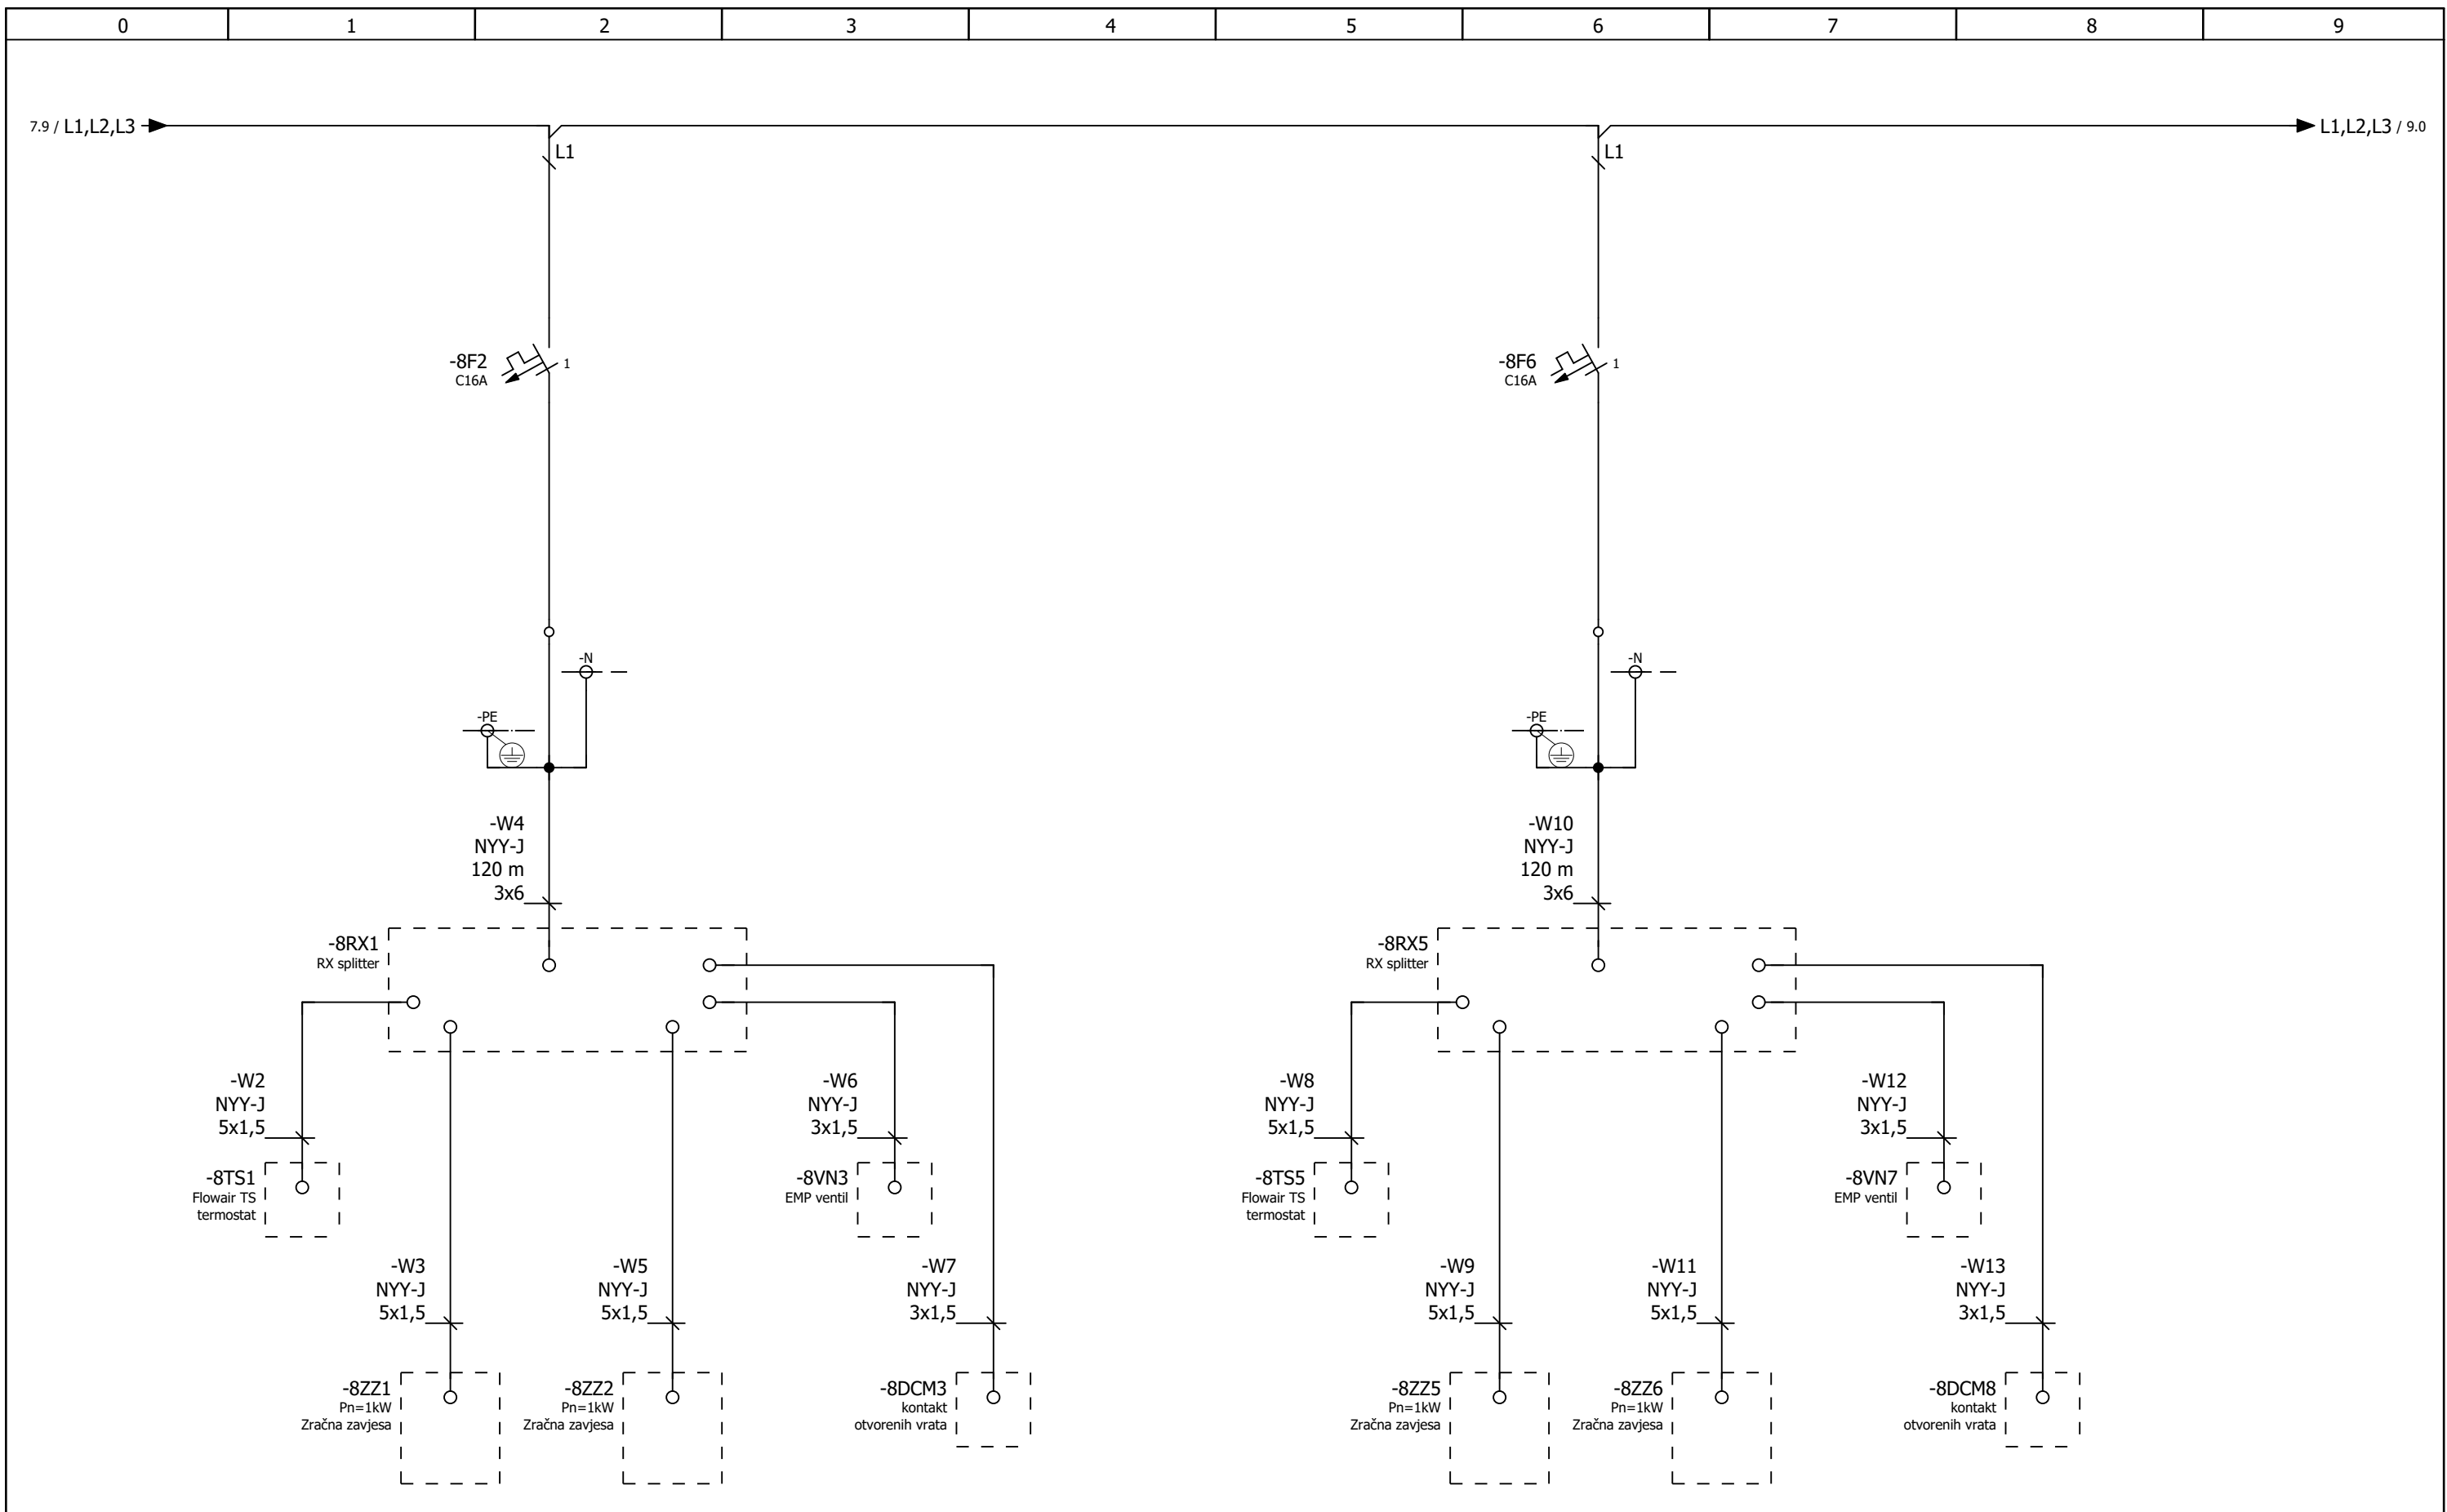 0 1 2 3 4 5 6 7 8 9
7.9 / L1,L2,L3
L1,L2,L3 / 9.0
L1
L1
-8F2
C16A
1
-8F6
C16A
1
-N
-PE
-N
-PE
-W4
NYY-J
120 m
3x6
-W10
NYY-J
120 m
3x6
-8RX1
RX splitter
-8RX5
RX splitter
-W2
NYY-J
5x1,5
-W6
NYY-J
3x1,5
-W8
NYY-J
5x1,5
-W12
NYY-J
3x1,5
-8TS1
Flowair TS
termostat
-8VN3
EMP ventil
-8TS5
Flowair TS
termostat
-8VN7
EMP ventil
-W3
NYY-J
5x1,5
-W5
NYY-J
5x1,5
-W7
NYY-J
3x1,5
-W9
NYY-J
5x1,5
-W11
NYY-J
5x1,5
-W13
NYY-J
3x1,5
-8ZZ1
Pn=1kW
Zračna zavjesa
-8ZZ2
Pn=1kW
Zračna zavjesa
-8DCM3
kontakt
otvorenih vrata
-8ZZ5
Pn=1kW
Zračna zavjesa
-8ZZ6
Pn=1kW
Zračna zavjesa
-8DCM8
kontakt
otvorenih vrata